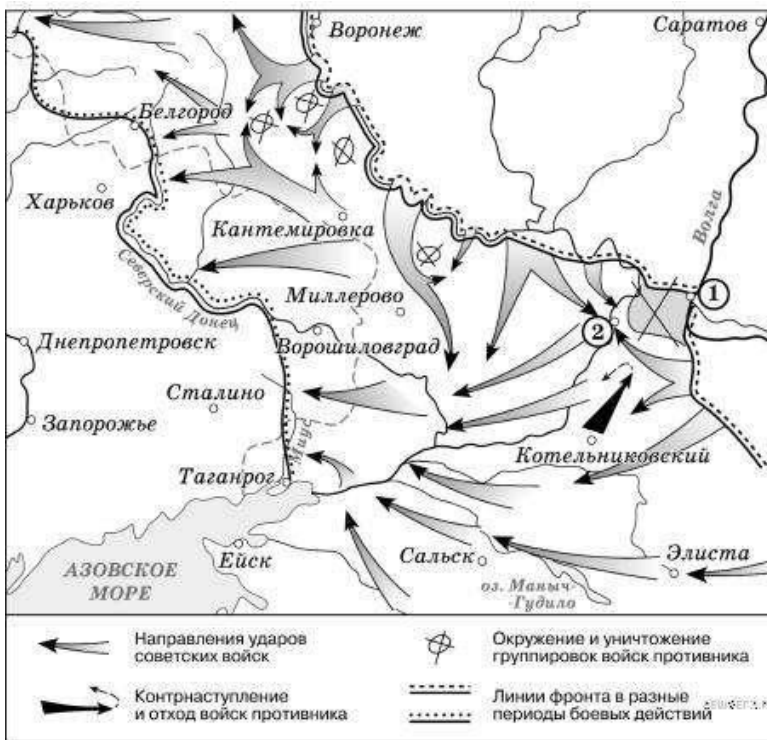 Воронеж
Саратов
Белгород
Харьков
Волга
Кантемировка
Северский Донец
Миллерово
1
2
Днепропетровск
Ворошиловград
Сталино
Запорожье
Котельниковский
Миус
Таганрог
Ейск
Сальск
Элиста
АЗОВСКОЕ
МОРЕ
оз. Маныч-
-Гудило
Направления ударов
советских войск
Окружение и уничтожение
группировок войск противника
Контрнаступление
и отход войск противника
Линии фронта в разные
периоды боевых действий